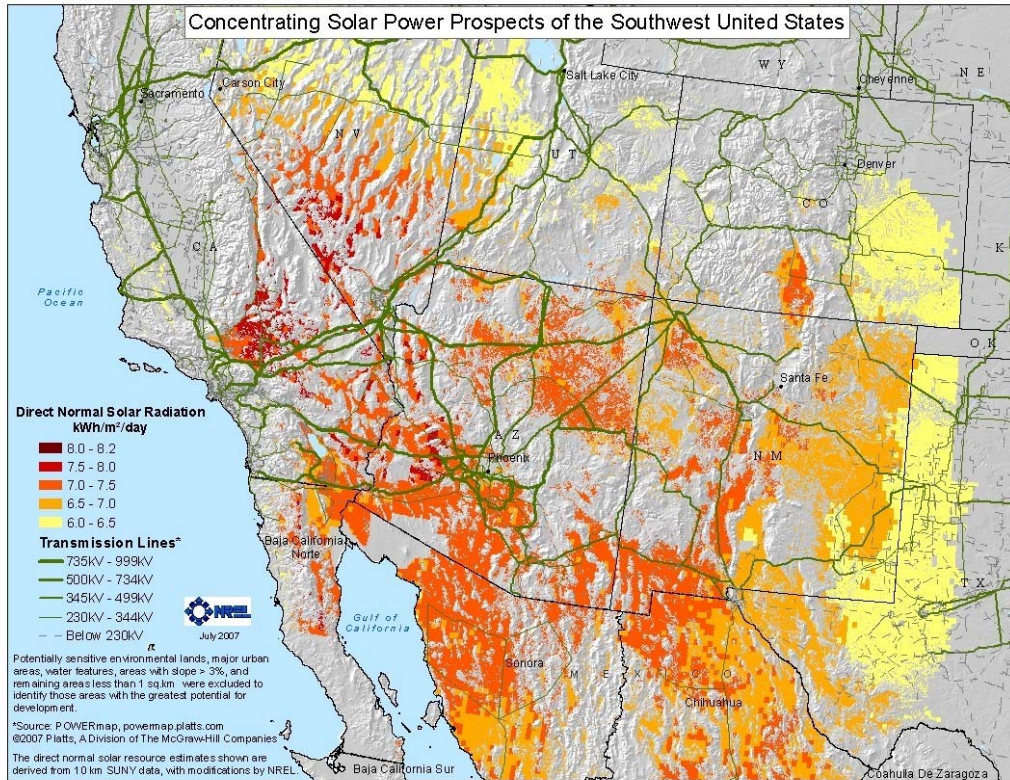 Concentrating Solar Power Prospects of the Southwest United States
Salt Lake City
W Y
Cheyenne
N E
Carson City
Sacramento
N V
U T
Denver
C O
C A
K
Pacific
Ocean
O K
Santa Fe
A Z
Phoenix
N M
T X
Baja California
Norte
Gulf of
California
Sonora
M E X I C O
Chihuahua
Baja California Sur
Coahuila De Zaragoza
Direct Normal Solar Radiation
kWh/m²/day
8.0 - 8.2
7.5 - 8.0
7.0 - 7.5
6.5 - 7.0
6.0 - 6.5
Transmission Lines*
735kV - 999kV
500kV - 734kV
345kV - 499kV
230kV - 344kV
Below 230kV
NREL
July 2007
Potentially sensitive environmental lands, major urban
areas, water features, areas with slope > 3%, and
remaining areas less than 1 sq.km were excluded to
identify those areas with the greatest potential for
development.
*Source: POWERmap, powermap.platts.com
©2007 Platts, A Division of The McGraw-Hill Companies
The direct normal solar resource estimates shown are
derived from 10 km SUNY data, with modifications by NREL.